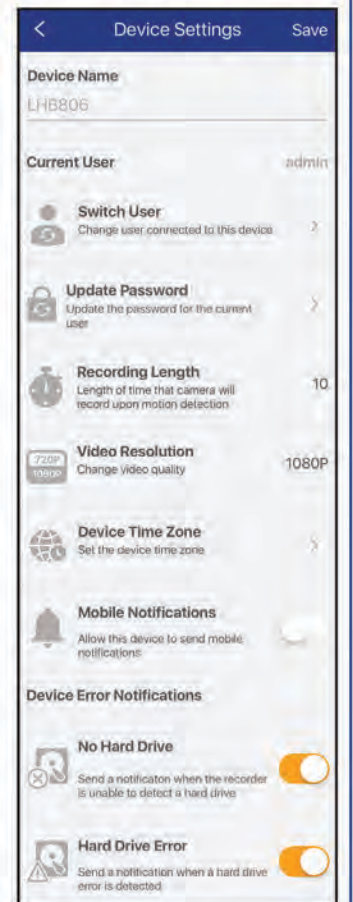 Device Settings
Save
Device Name
LH6806
Current User
admin
Switch User
Change user connected to this device
Update Password
Update the password for the current
user
Recording Length
Length of time that camera will
record upon motion detection
10
720P
1080P
Video Resolution
Change video quality
1080P
Device Time Zone
Set the device time zone
Mobile Notifications
Allow this device to send mobile
notifications
Device Error Notifications
No Hard Drive
Send a notificaton when the recorder
is unable to detect a hard drive
Hard Drive Error
Send a notification when a hard drive
error is detected